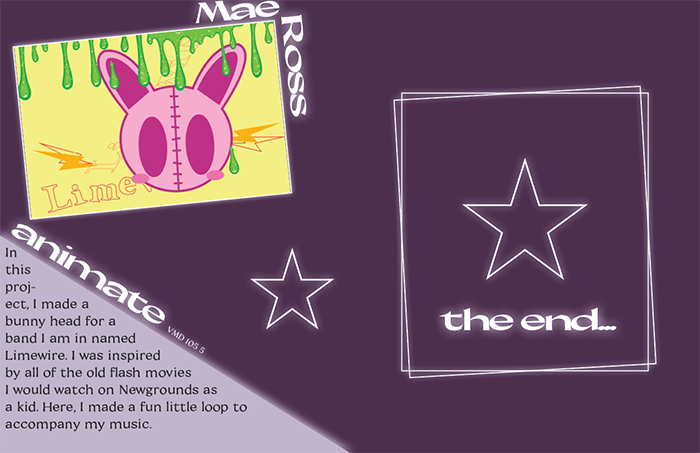 Mae
Ross
Lime
animate
VMD 105 5
In
this
proj-
ect, I made a
bunny head for a
band I am in named
Limewire. I was inspired
by all of the old flash movies
I would watch on Newgrounds as
a kid. Here, I made a fun little loop to
accompany my music.
the end...